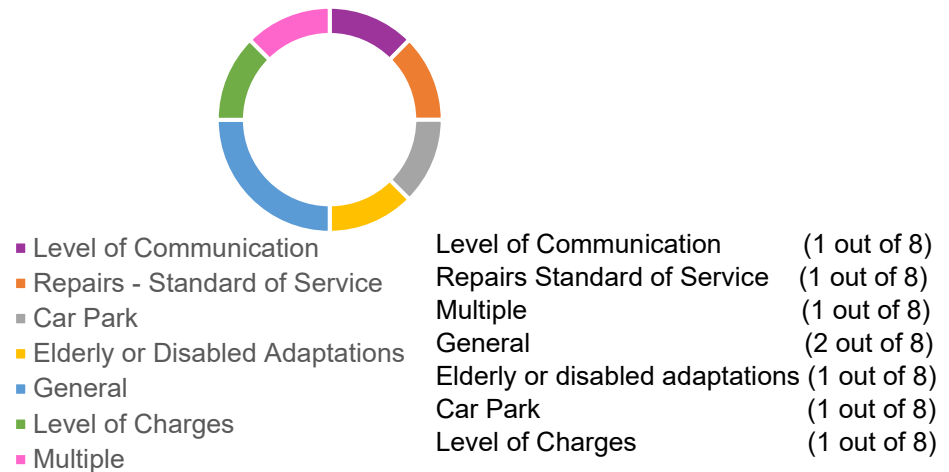 Level of Communication
Repairs - Standard of Service
Car Park
Elderly or Disabled Adaptations
General
Level of Charges
Multiple
Level of Communication (1 out of 8)
Repairs Standard of Service (1 out of 8)
Multiple (1 out of 8)
General (2 out of 8)
Elderly or disabled adaptations (1 out of 8)
Car Park (1 out of 8)
Level of Charges (1 out of 8)